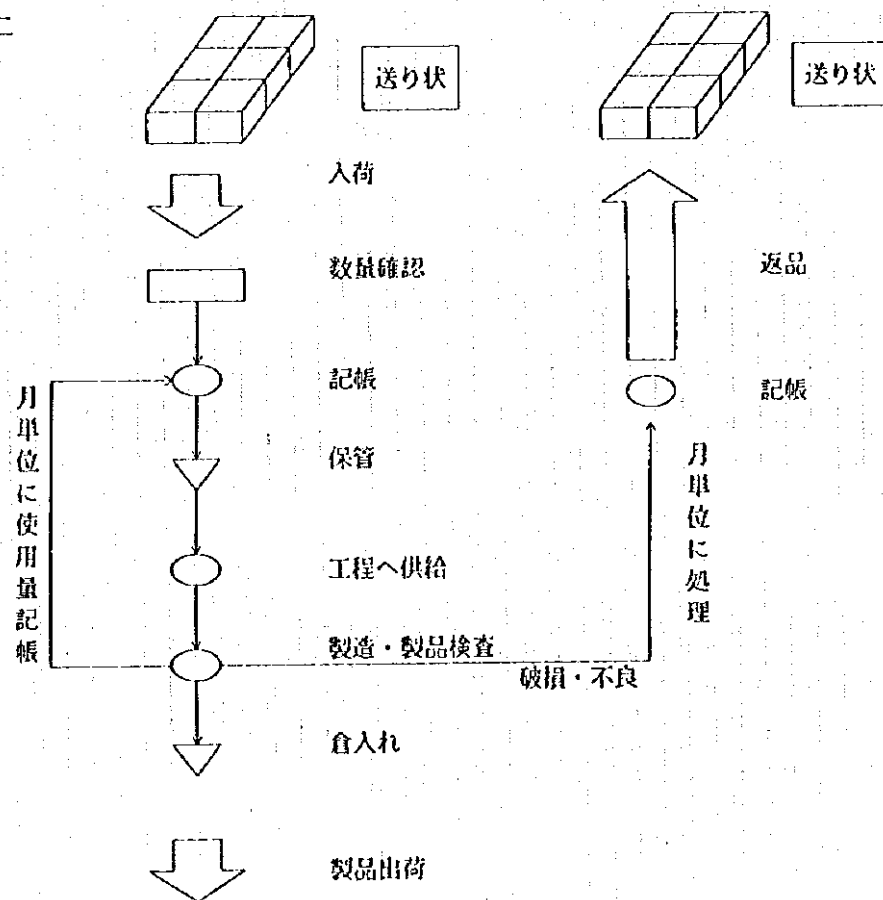 送り状
送り状
入荷
数量確認
返品
記帳
記帳
保管
月単位に使用量記帳
月単位に処理
工程へ供給
製造・製品検査
破損・不良
倉入れ
製品出荷